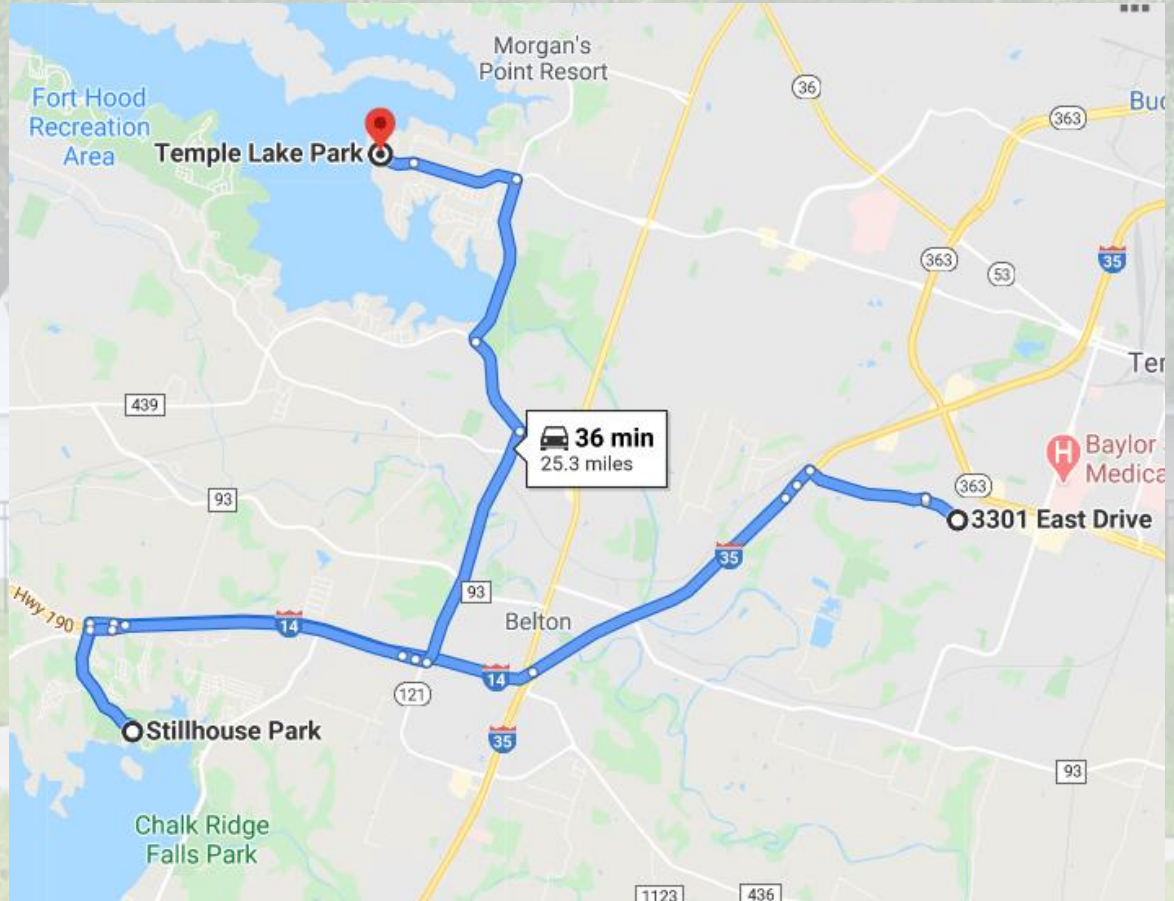 Morgan's
Point Resort
36
363
Buc
Fort Hood
Recreation
Area
Temple Lake Park
363
35
53
Ter
439
36 min
25.3 miles
Baylor
Medica
H
93
363
3301 East Drive
35
93
Hwy 190
14
Belton
14
121
Stillhouse Park
35
93
Chalk Ridge
Falls Park
1123
436